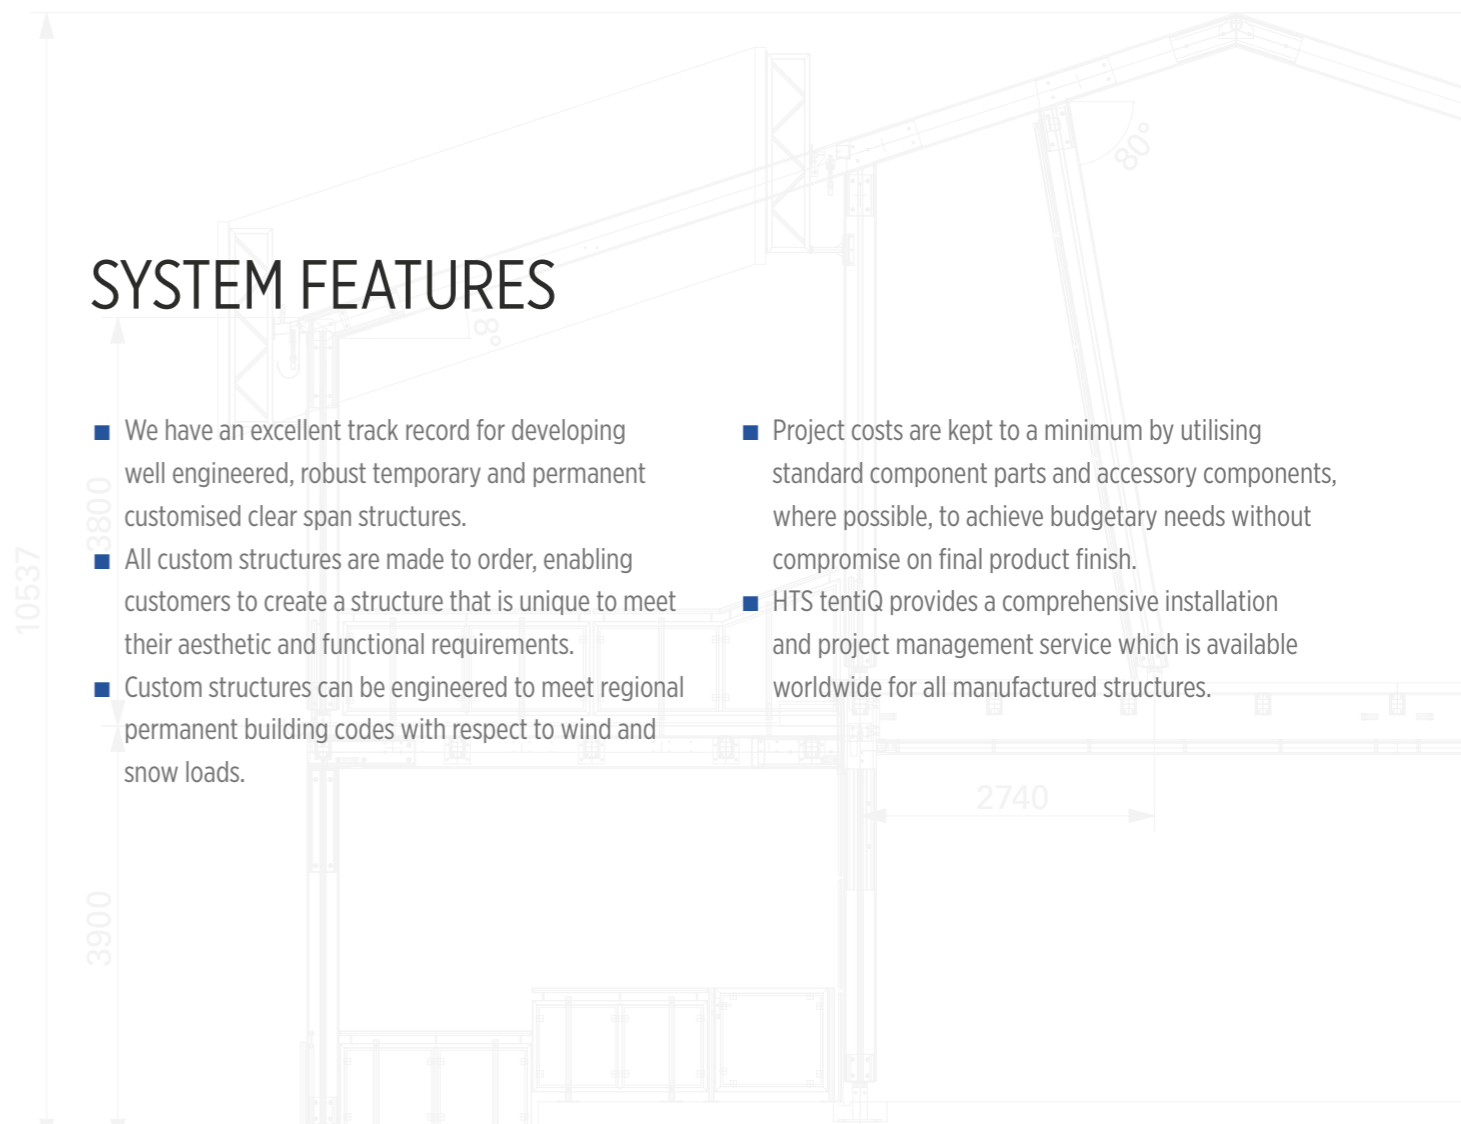 SYSTEM FEATURES
We have an excellent track record for developing
well engineered, robust temporary and permanent
customised clear span structures.
All custom structures are made to order, enabling
customers to create a structure that is unique to meet
their aesthetic and functional requirements.
Custom structures can be engineered to meet regional
permanent building codes with respect to wind and
snow loads.
Project costs are kept to a minimum by utilising
standard component parts and accessory components,
where possible, to achieve budgetary needs without
compromise on final product finish.
HTS tentiQ provides a comprehensive installation
and project management service which is available
worldwide for all manufactured structures.
10537
3800
3900
18°
80°
2740